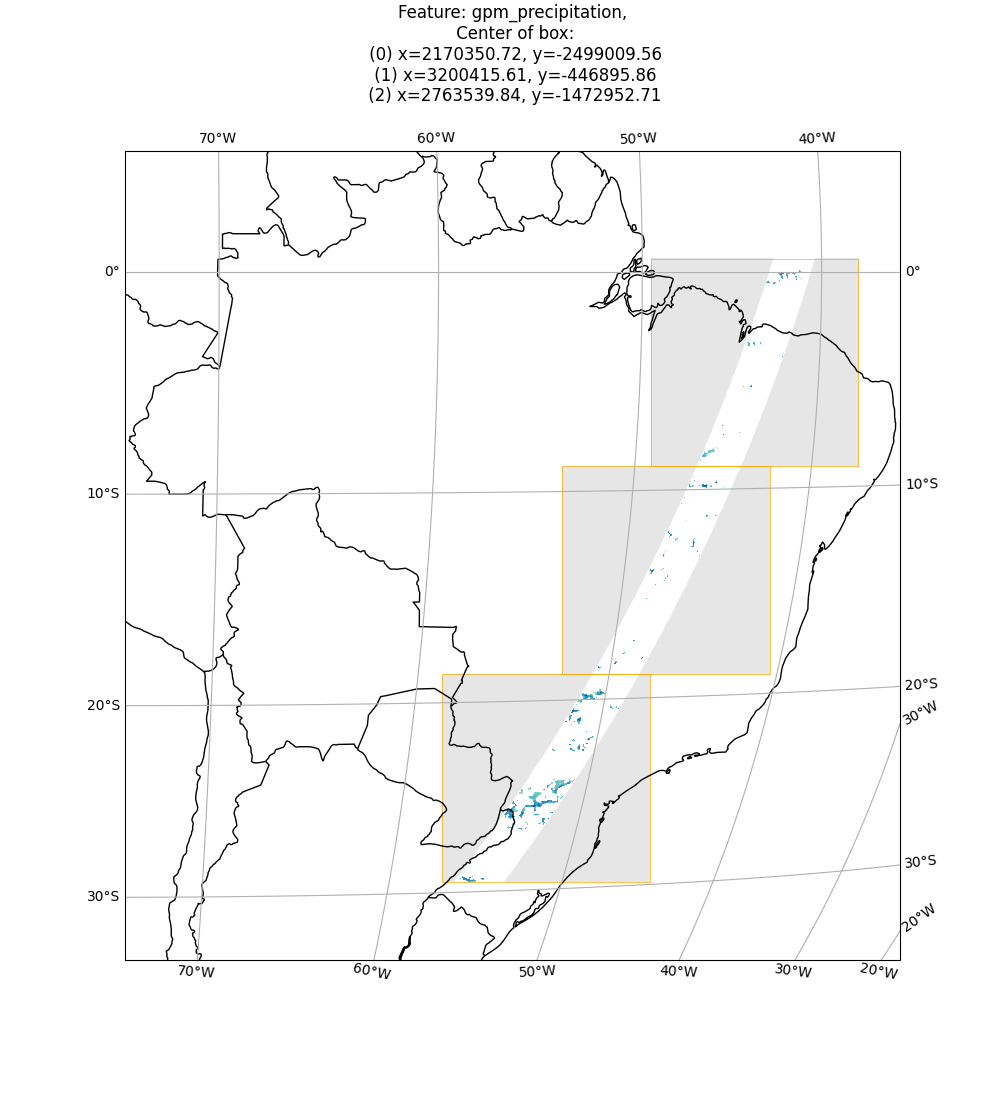 Feature: gpm_precipitation,
Center of box:
(0) x=2170350.72, y=-2499009.56
(1) x=3200415.61, y=-446895.86
(2) x=2763539.84, y=-1472952.71
70°W 60°W 50°W 40°W
0° 0°
10°S 10°S
20°S 20°S
30°W
30°S 30°S
20°W
70°W 60°W 50°W 40°W 30°W 20°W